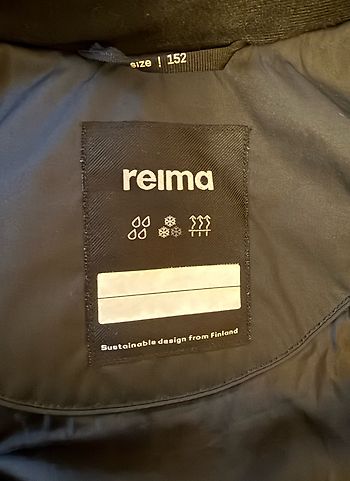 size ! 152
reima
Sustainable design from Finland